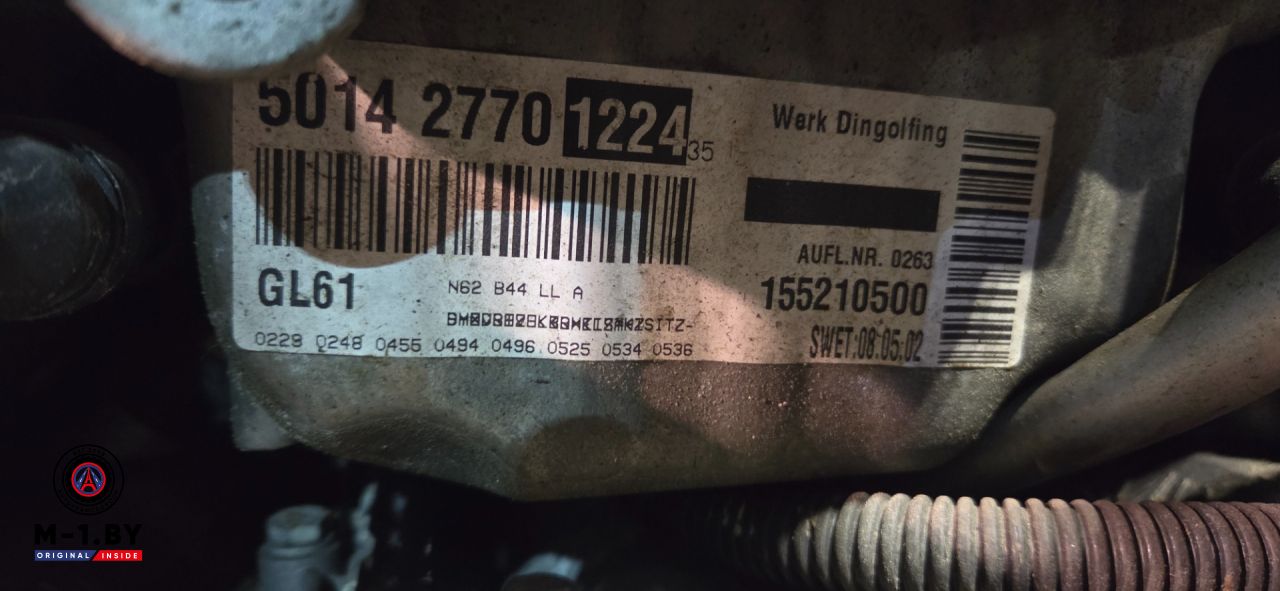 5014 2770 1224 35
Werk Dingolfing
AUFL.NR. 0263
GL61
N62 B44 LL A
155210500
SWET:08.05.02
0229 0248 0455 0494 0496 0525 0534 0536
M-1.BY
ORIGINAL INSIDE